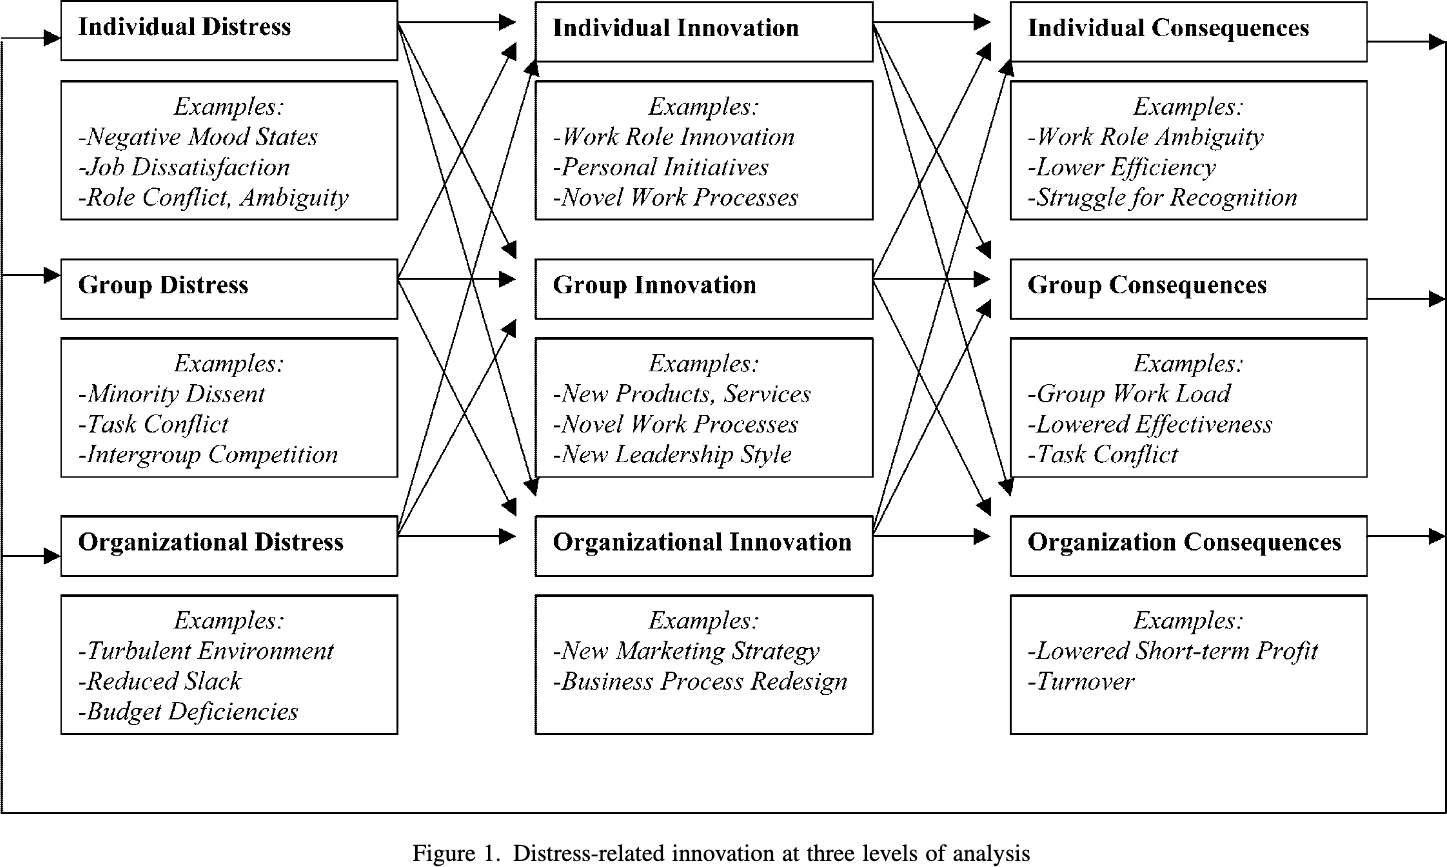 Individual Distress
Individual Innovation
Individual Consequences
Examples:
-Negative Mood States
-Job Dissatisfaction
-Role Conflict, Ambiguity
Examples:
-Work Role Innovation
-Personal Initiatives
-Novel Work Processes
Examples:
-Work Role Ambiguity
-Lower Efficiency
-Struggle for Recognition
Group Distress
Group Innovation
Group Consequences
Examples:
-Minority Dissent
-Task Conflict
-Intergroup Competition
Examples:
-New Products, Services
-Novel Work Processes
-New Leadership Style
Examples:
-Group Work Load
-Lowered Effectiveness
-Task Conflict
Organizational Distress
Organizational Innovation
Organization Consequences
Examples:
-Turbulent Environment
-Reduced Slack
-Budget Deficiencies
Examples:
-New Marketing Strategy
-Business Process Redesign
Examples:
-Lowered Short-term Profit
-Turnover
Figure 1. Distress-related innovation at three levels of analysis